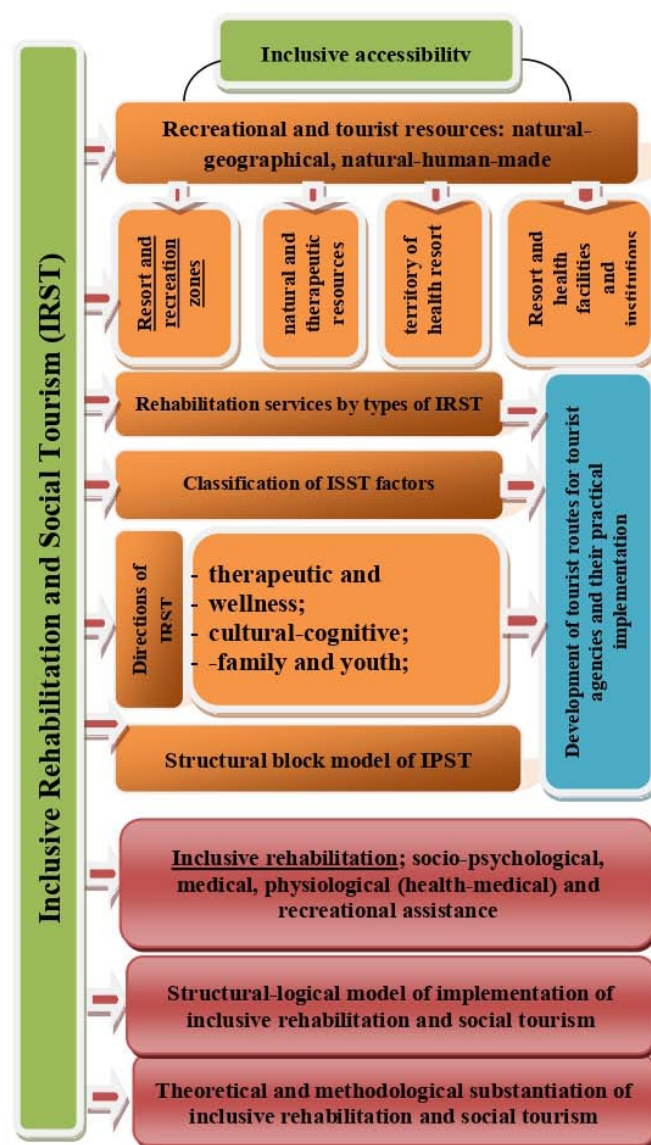 Inclusive Rehabilitation and Social Tourism (IRST)
Inclusive accessibility
Recreational and tourist resources: natural-
geographical, natural-human-made
Resort and
recreation
zones
natural and
therapeutic
resources
territory of
health resort
Resort and
health
facilities
and
institutions
Rehabilitation services by types of IRST
Classification of ISST factors
Directions of
IRST
- therapeutic and
- wellness;
- cultural-cognitive;
- -family and youth;
Structural block model of IPST
Development of tourist routes for tourist
agencies and their practical
implementation
Inclusive rehabilitation; socio-psychological,
medical, physiological (health-medical) and
recreational assistance
Structural-logical model of implementation of
inclusive rehabilitation and social tourism
Theoretical and methodological substantiation of
inclusive rehabilitation and social tourism